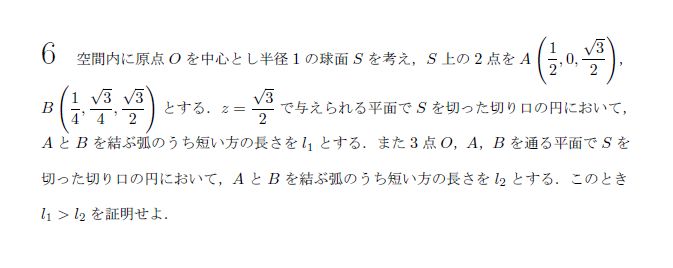 6 空間内に原点 $O$ を中心とし半径 1 の球面 $S$ を考え，$S$ 上の 2 点を $A\left(\frac{1}{2}, 0, \frac{\sqrt{3}}{2}\right)$,
$B\left(\frac{1}{4}, \frac{\sqrt{3}}{4}, \frac{\sqrt{3}}{2}\right)$ とする．$z = \frac{\sqrt{3}}{2}$ で与えられる平面で $S$ を切った切り口の円において，
$A$ と $B$ を結ぶ弧のうち短い方の長さを $l_1$ とする．また 3 点 $O$，$A$，$B$ を通る平面で $S$ を
切った切り口の円において，$A$ と $B$ を結ぶ弧のうち短い方の長さを $l_2$ とする．このとき
$l_1 > l_2$ を証明せよ．